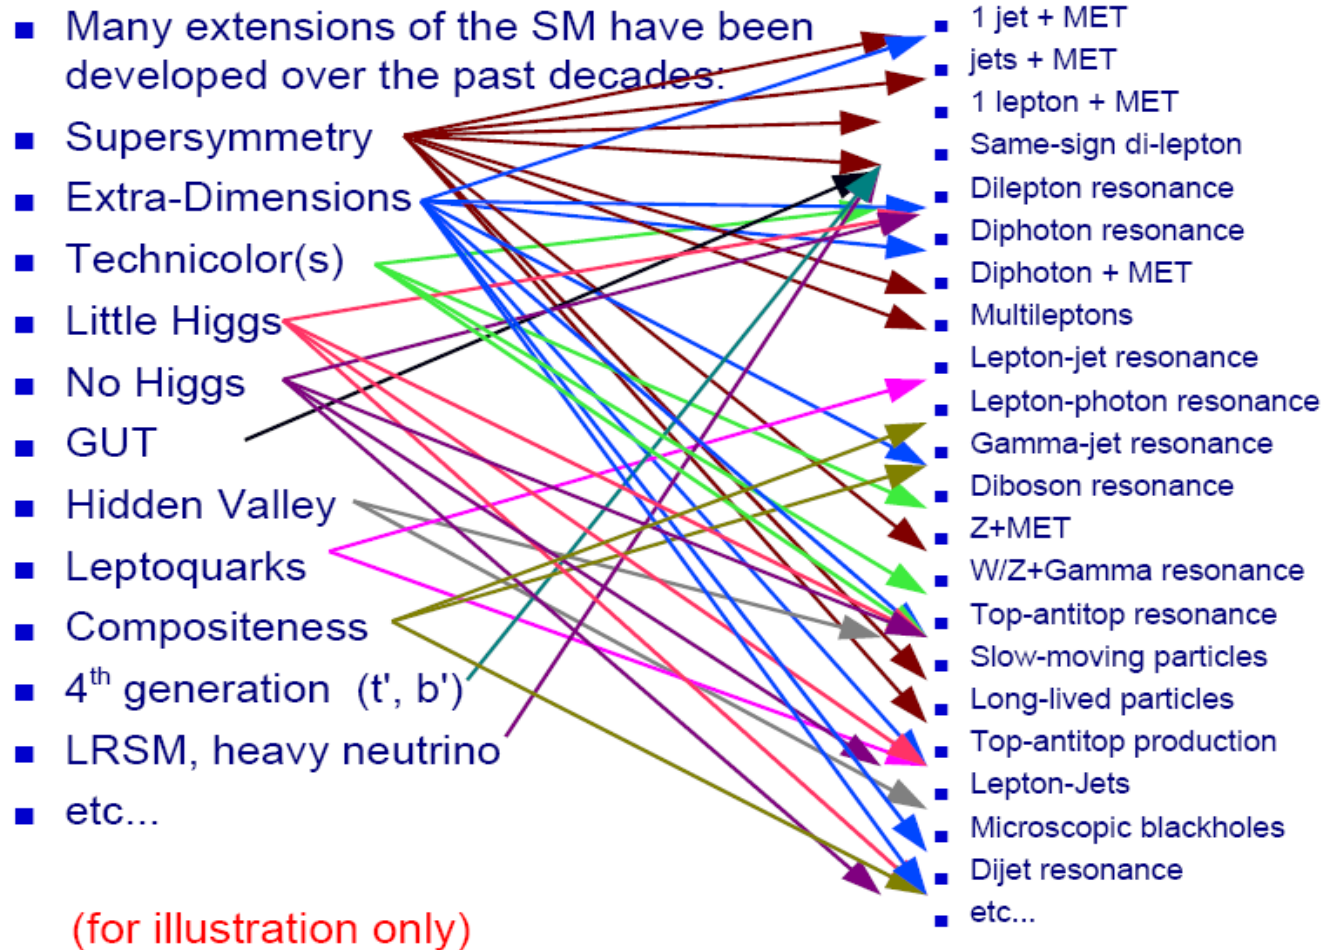 Many extensions of the SM have been
developed over the past decades:
Supersymmetry
Extra-Dimensions
Technicolor(s)
Little Higgs
No Higgs
GUT
Hidden Valley
Leptoquarks
Compositeness
4th generation (t', b')
LRSM, heavy neutrino
etc...
(for illustration only)
1 jet + MET
jets + MET
1 lepton + MET
Same-sign di-lepton
Dilepton resonance
Diphoton resonance
Diphoton + MET
Multileptons
Lepton-jet resonance
Lepton-photon resonance
Gamma-jet resonance
Diboson resonance
Z+MET
W/Z+Gamma resonance
Top-antitop resonance
Slow-moving particles
Long-lived particles
Top-antitop production
Lepton-Jets
Microscopic blackholes
Dijet resonance
etc...